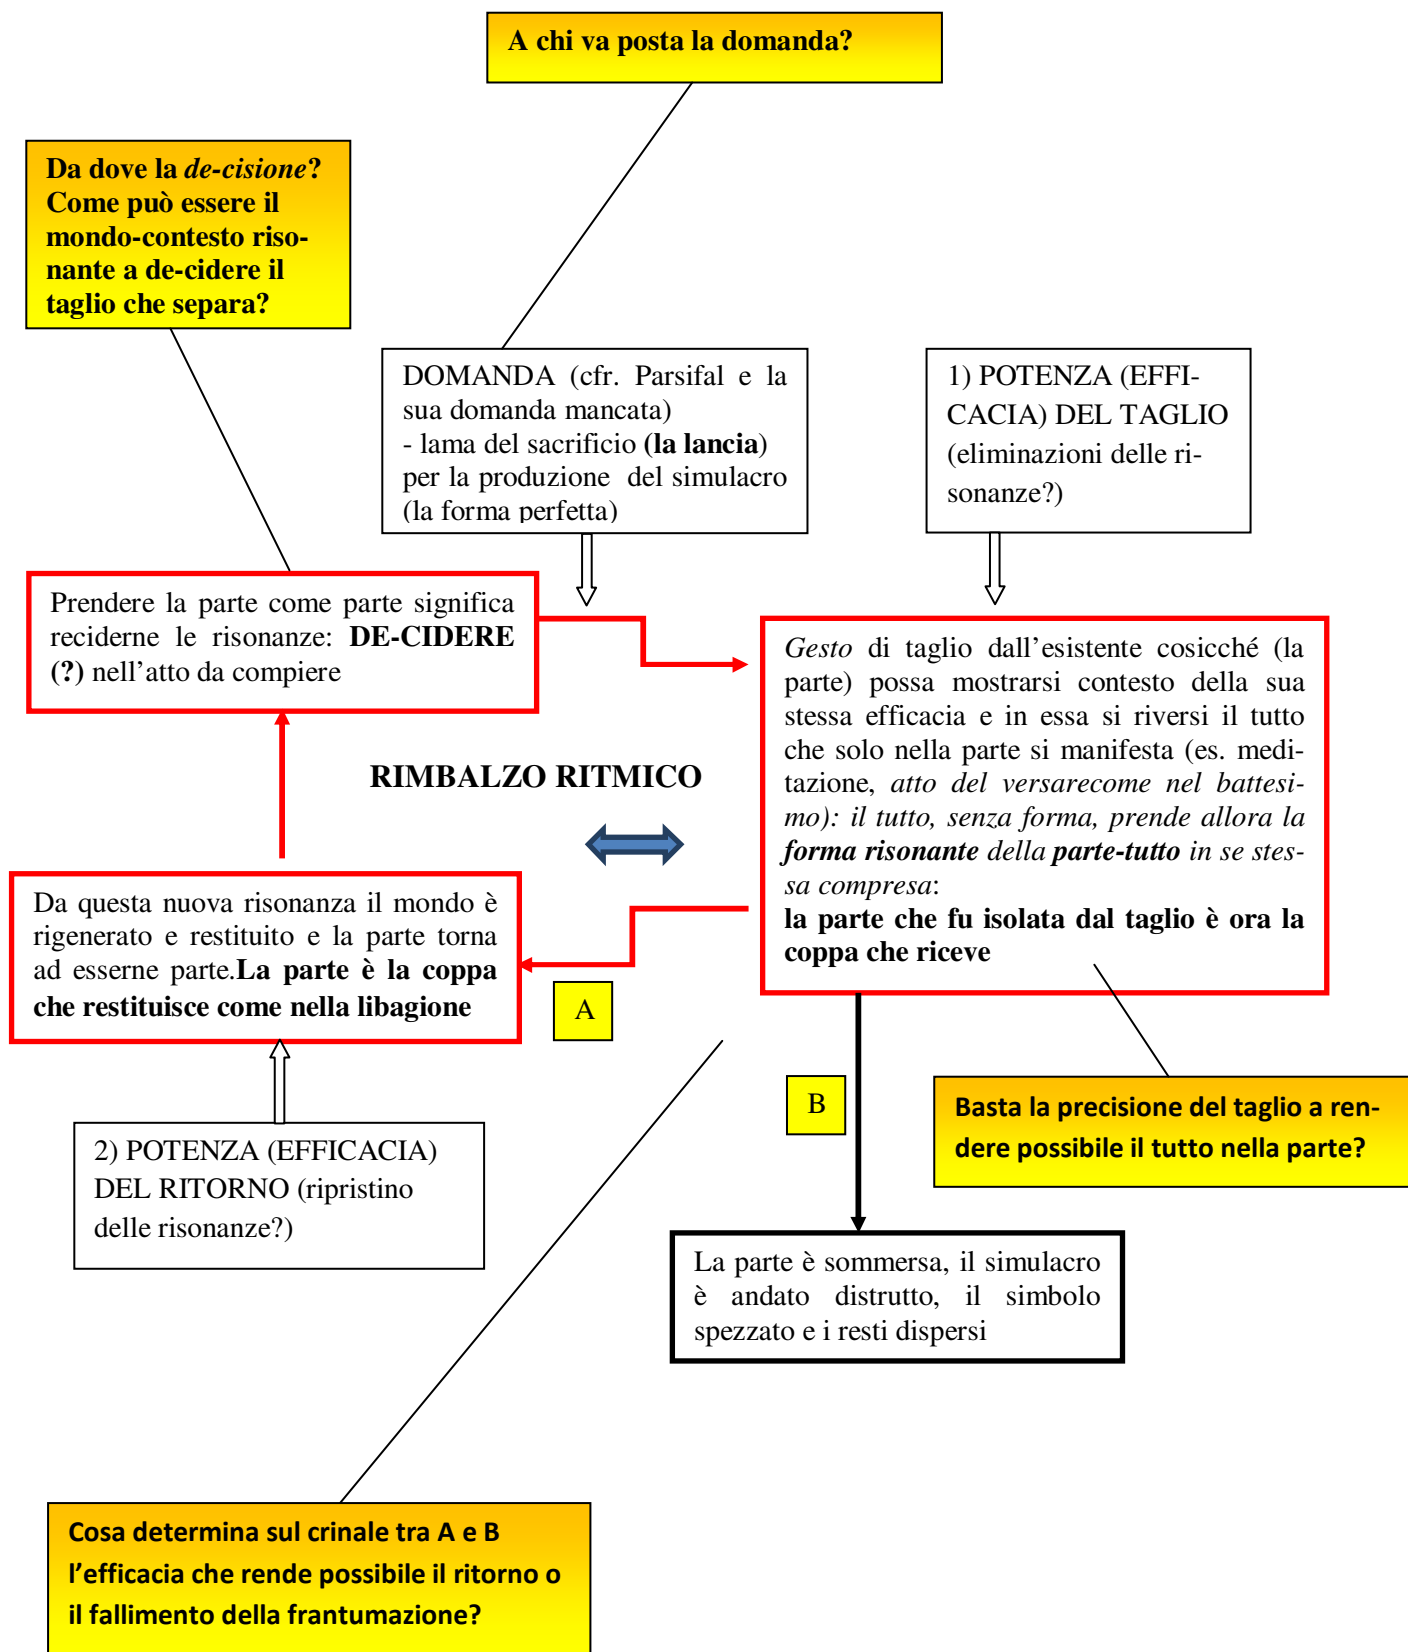 A chi va posta la domanda?
Da dove la de-cisione?
Come può essere il
mondo-contesto riso-
nante a de-cidere il
taglio che separa?
DOMANDA (cfr. Parsifal e la
sua domanda mancata)
- lama del sacrificio (la lancia)
per la produzione del simulacro
(la forma perfetta)
1) POTENZA (EFFI-
CACIA) DEL TAGLIO
(eliminazioni delle ri-
sonanze?)
Prendere la parte come parte significa
reciderne le risonanze: DE-CIDERE
(?) nell'atto da compiere
Gesto di taglio dall'esistente cosicché (la
parte) possa mostrarsi contesto della sua
stessa efficacia e in essa si riversi il tutto
che solo nella parte si manifesta (es. medi-
tazione, atto del versarecome nel battesi-
mo): il tutto, senza forma, prende allora la
forma risonante della parte-tutto in se stes-
sa compresa:
la parte che fu isolata dal taglio è ora la
coppa che riceve
RIMBALZO RITMICO
Da questa nuova risonanza il mondo è
rigenerato e restituito e la parte torna
ad esserne parte.La parte è la coppa
che restituisce come nella libagione
A
B
Basta la precisione del taglio a ren-
dere possibile il tutto nella parte?
2) POTENZA (EFFICACIA)
DEL RITORNO (ripristino
delle risonanze?)
La parte è sommersa, il simulacro
è andato distrutto, il simbolo
spezzato e i resti dispersi
Cosa determina sul crinale tra A e B
l'efficacia che rende possibile il ritorno o
il fallimento della frantumazione?